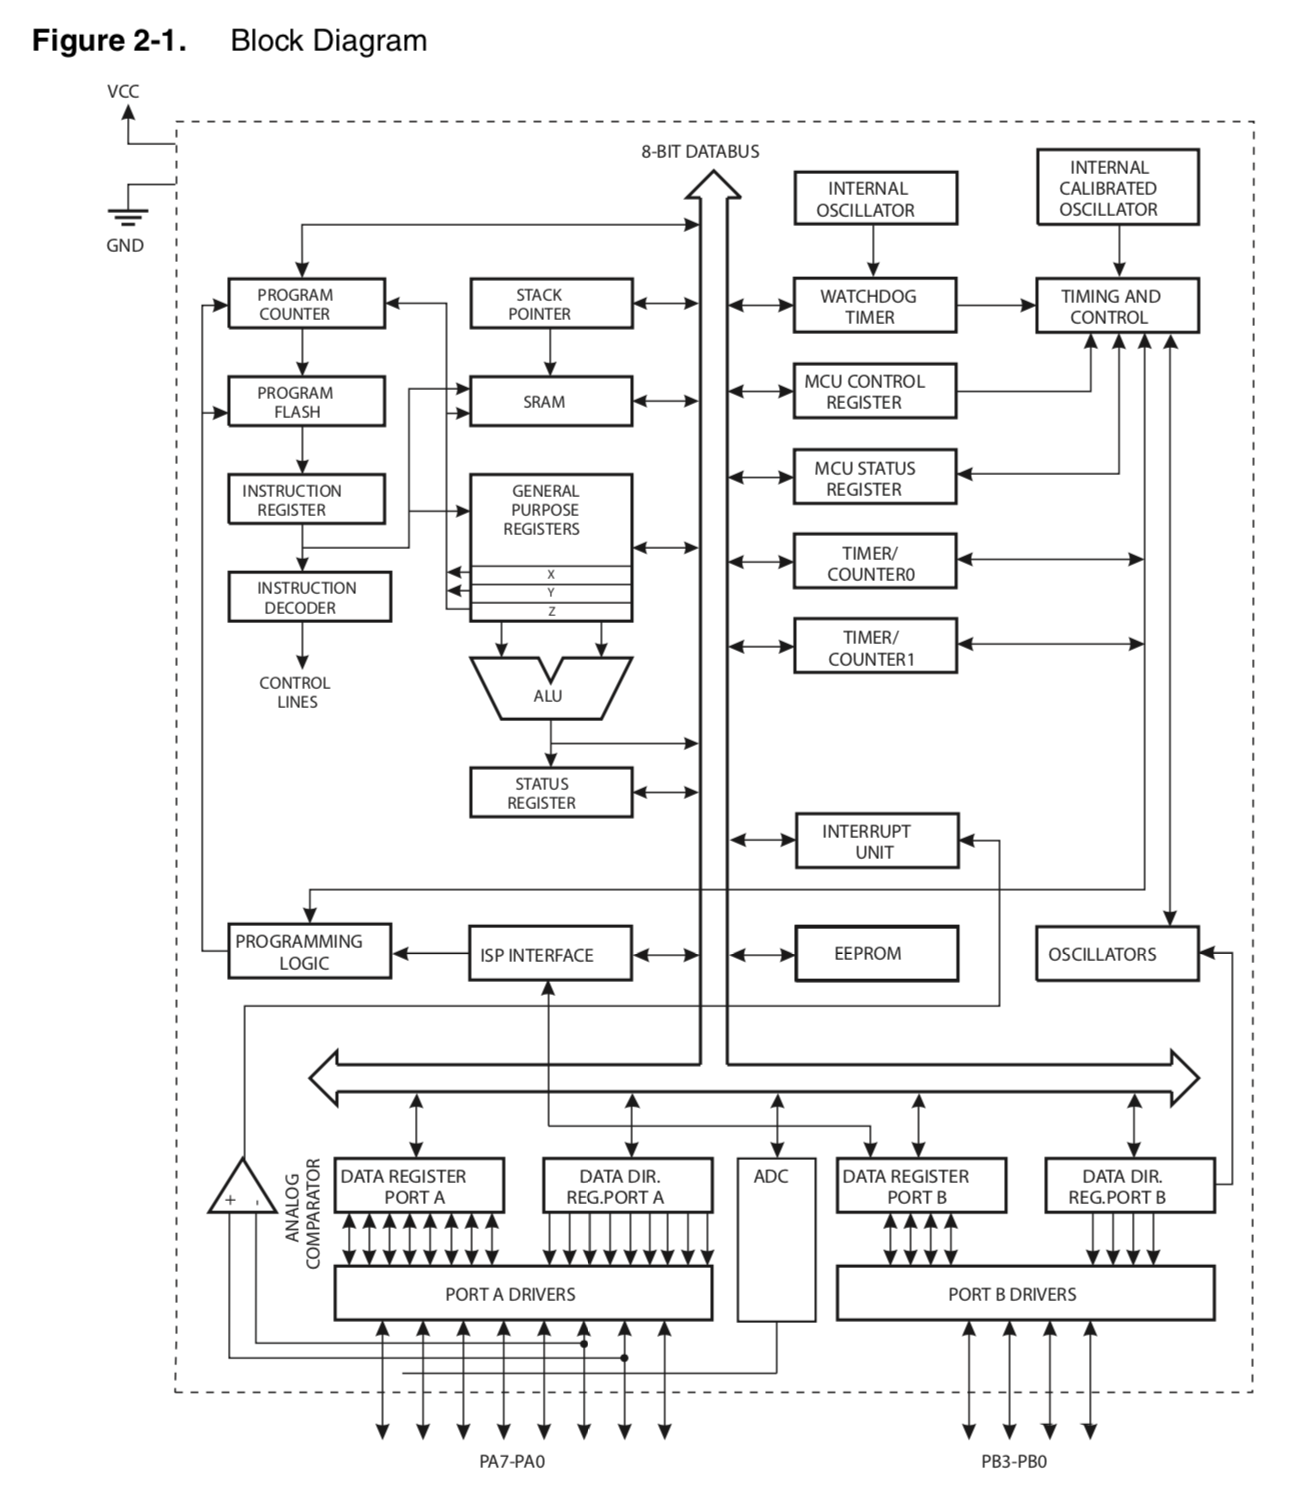 Figure 2-1. Block Diagram
VCC
GND
8-BIT DATABUS
INTERNAL
OSCILLATOR
INTERNAL
CALIBRATED
OSCILLATOR
PROGRAM
COUNTER
STACK
POINTER
WATCHDOG
TIMER
TIMING AND
CONTROL
PROGRAM
FLASH
SRAM
MCU CONTROL
REGISTER
INSTRUCTION
REGISTER
GENERAL
PURPOSE
REGISTERS
X
Y
Z
MCU STATUS
REGISTER
INSTRUCTION
DECODER
TIMER/
COUNTER0
CONTROL
LINES
ALU
TIMER/
COUNTER1
STATUS
REGISTER
INTERRUPT
UNIT
PROGRAMMING
LOGIC
ISP INTERFACE
EEPROM
OSCILLATORS
+ -
ANALOG
COMPARATOR
DATA REGISTER
PORT A
DATA DIR.
REG.PORT A
ADC
DATA REGISTER
PORT B
DATA DIR.
REG.PORT B
PORT A DRIVERS
PORT B DRIVERS
PA7-PA0
PB3-PB0